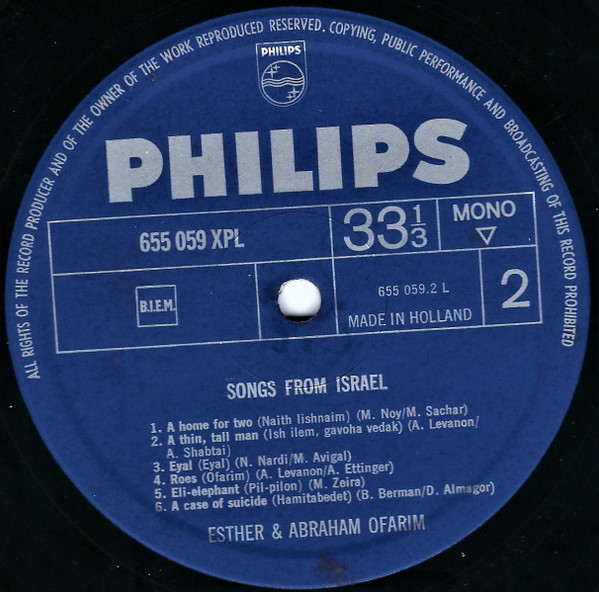 ALL RIGHTS OF THE RECORD PRODUCER AND OF THE OWNER OF THE WORK REPRODUCED RESERVED. COPYING, PUBLIC PERFORMANCE AND BROADCASTING OF THIS RECORD PROHIBITED
PHILIPS
PHILIPS
655 059 XPL
33 1/3
MONO
B.I.E.M.
655 059.2 L
MADE IN HOLLAND
2
SONGS FROM ISRAEL
1. A home for two (Naith lishnaim) (M. Noy/M. Sachar)
2. A thin, tall man (Ish ilem, gavoha vedak) (A. Levanon/
A. Shabtai)
3. Eyal (Eyal) (N. Nardi/M. Avigal)
4. Roes (Ofarim) (A. Levanon/A. Ettinger)
5. Eli-elephant (Pil-pilon) (M. Zeira)
6. A case of suicide (Hamitabedet) (B. Berman/D. Almagor)
ESTHER & ABRAHAM OFARIM